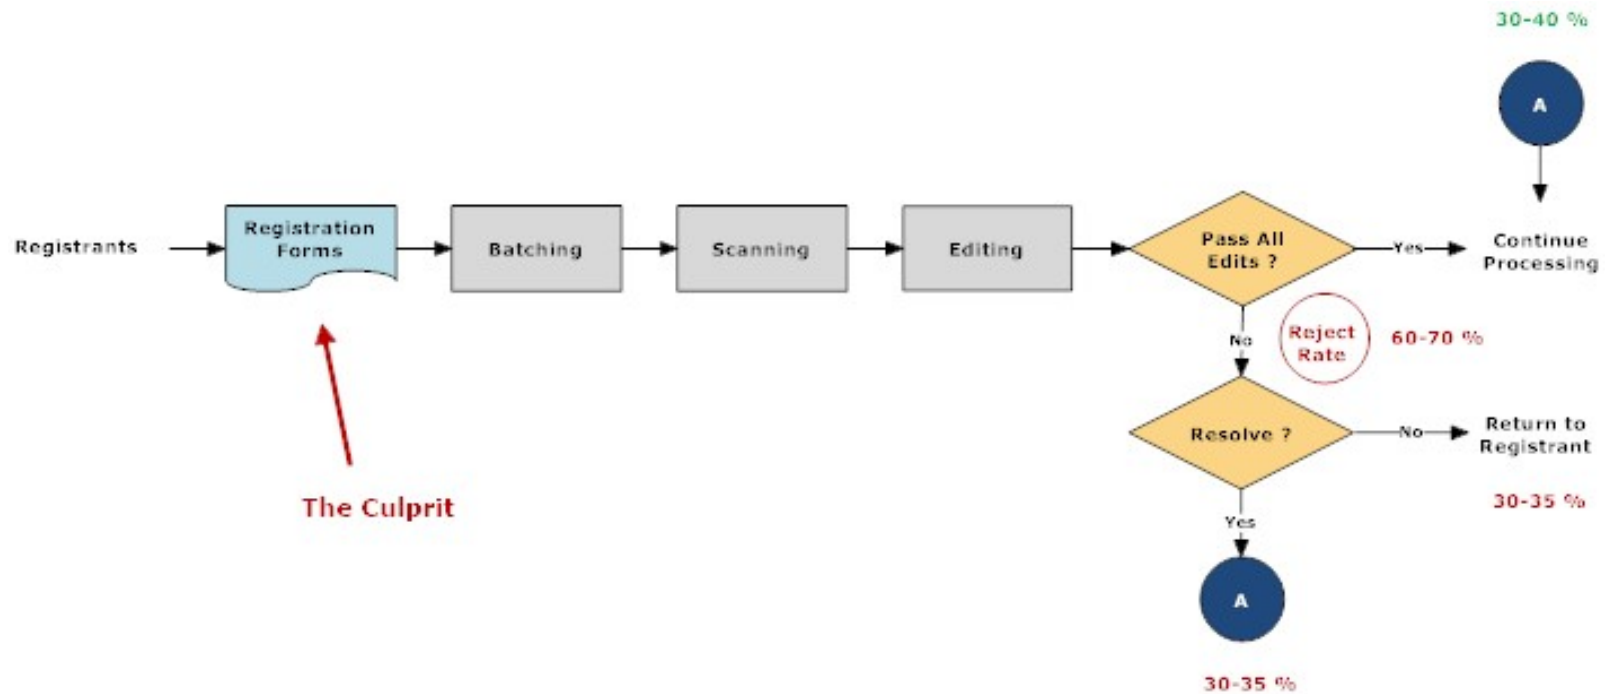 30-40 %
A
Registrants
Registration
Forms
Batching
Scanning
Editing
Pass All
Edits ?
Yes
Continue
Processing
No
Reject
Rate
60-70 %
Resolve ?
No
Return to
Registrant
30-35 %
The Culprit
Yes
A
30-35 %